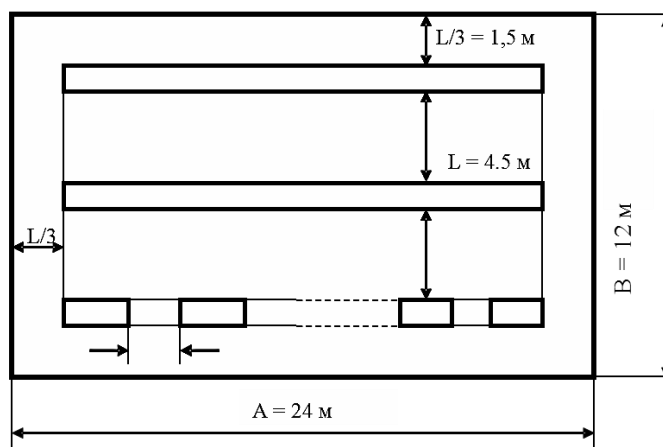 L/3 = 1,5 м
L = 4.5 м
L/3
B = 12 м
A = 24 м